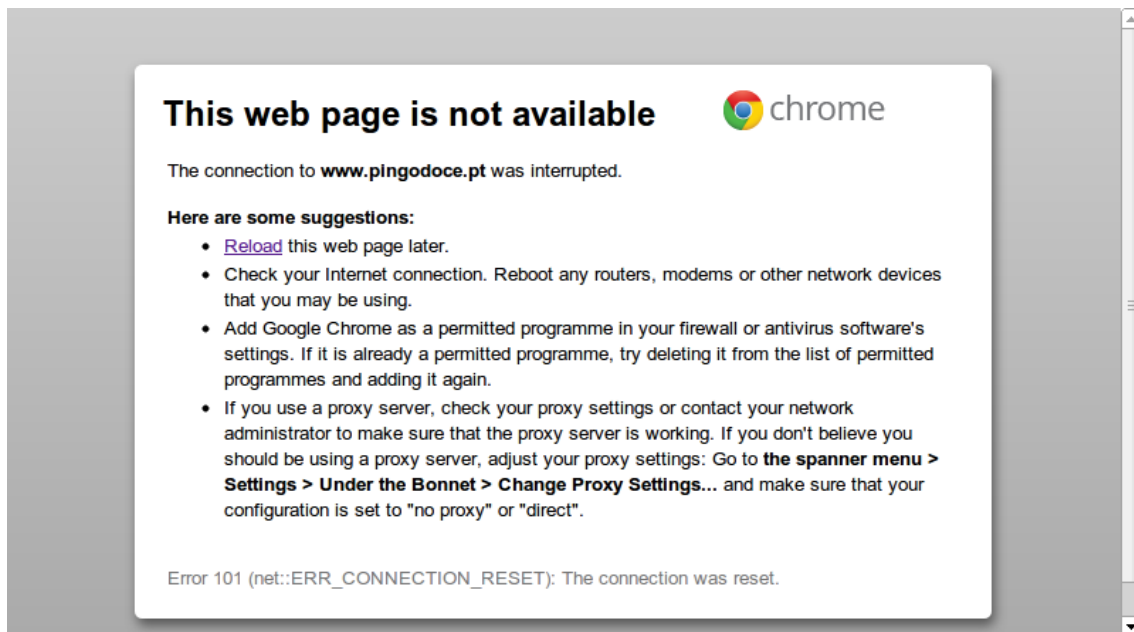 This web page is not available
chrome
The connection to www.pingodoce.pt was interrupted.
Here are some suggestions:
• Reload this web page later.
• Check your Internet connection. Reboot any routers, modems or other network devices
that you may be using.
• Add Google Chrome as a permitted programme in your firewall or antivirus software's
settings. If it is already a permitted programme, try deleting it from the list of permitted
programmes and adding it again.
• If you use a proxy server, check your proxy settings or contact your network
administrator to make sure that the proxy server is working. If you don't believe you
should be using a proxy server, adjust your proxy settings: Go to the spanner menu >
Settings > Under the Bonnet > Change Proxy Settings... and make sure that your
configuration is set to "no proxy" or "direct".
Error 101 (net::ERR_CONNECTION_RESET): The connection was reset.